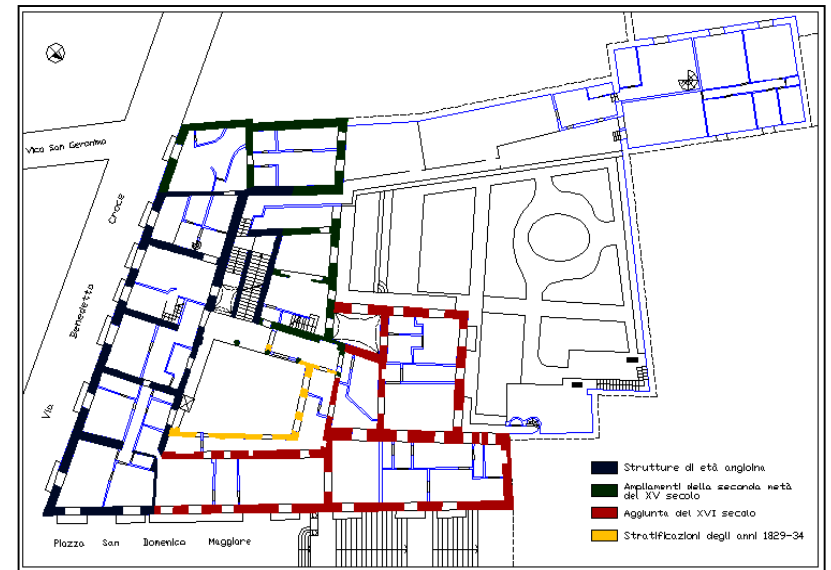 Vico San Geronimo
Via Benedetto Croce
Piazza San Domenico Maggiore
Strutture di età angioina
Ampliamenti della seconda metà
del XV secolo
Aggiunta del XVI secolo
Stratificazioni degli anni 1829-34